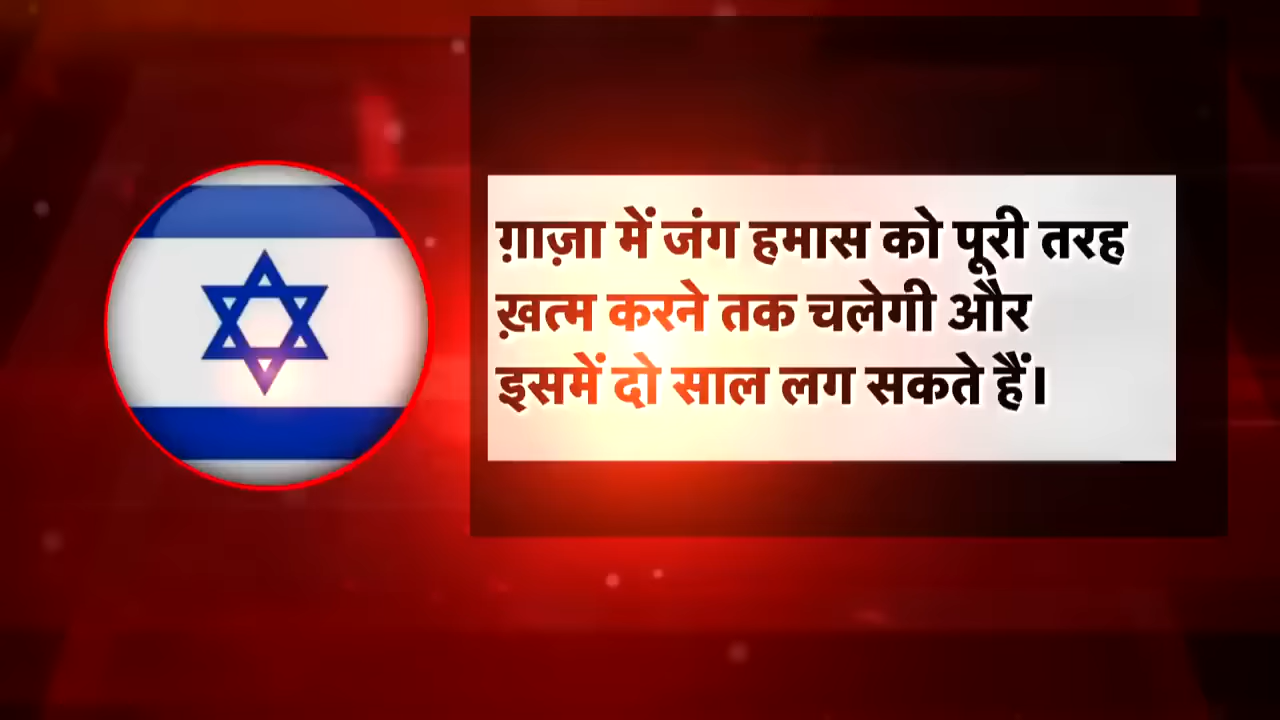 ग़ाज़ा में जंग हमास को पूरी तरह
ख़त्म करने तक चलेगी और
इसमें दो साल लग सकते हैं।